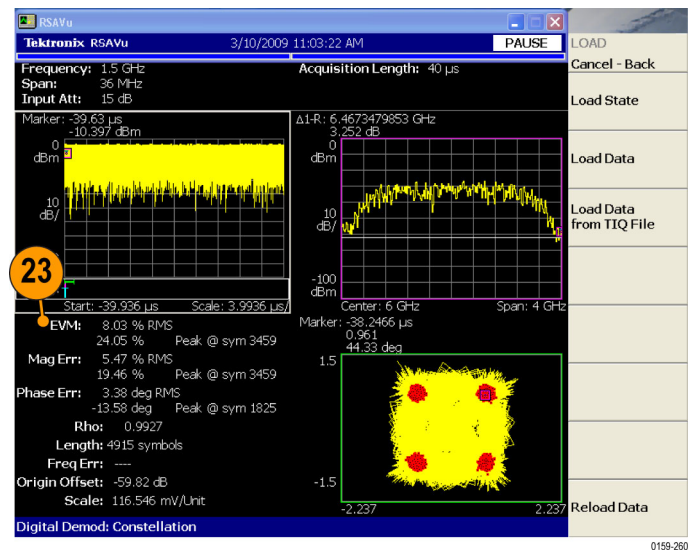 RSAVu
Tektronix RSAVu 3/10/2009 11:03:22 AM PAUSE
Frequency: 1.5 GHz Acquisition Length: 40 µs
Span: 36 MHz
Input Att: 15 dB
Marker: -39.63 µs
-10.397 dBm
0
dBm
10
dB/
Start: -39.936 µs Scale: 3.9936 µs/
Δ1-R: 6.4673479853 GHz
3.252 dB
0
dBm
10
dB/
-100
dBm
Center: 6 GHz Span: 4 GHz
23
EVM: 8.03 % RMS
24.05 % Peak @ sym 3459
Mag Err: 5.47 % RMS
19.46 % Peak @ sym 3459
Phase Err: 3.38 deg RMS
-13.58 deg Peak @ sym 1825
Rho: 0.9927
Length: 4915 symbols
Freq Err: ----
Origin Offset: -59.82 dB
Scale: 116.546 mV/Unit
Marker: -38.2466 µs
0.961
44.33 deg
1.5
-1.5
-2.237 2.237
Digital Demod: Constellation
LOAD
Cancel - Back
Load State
Load Data
Load Data
from TIQ File
Reload Data
0159-260